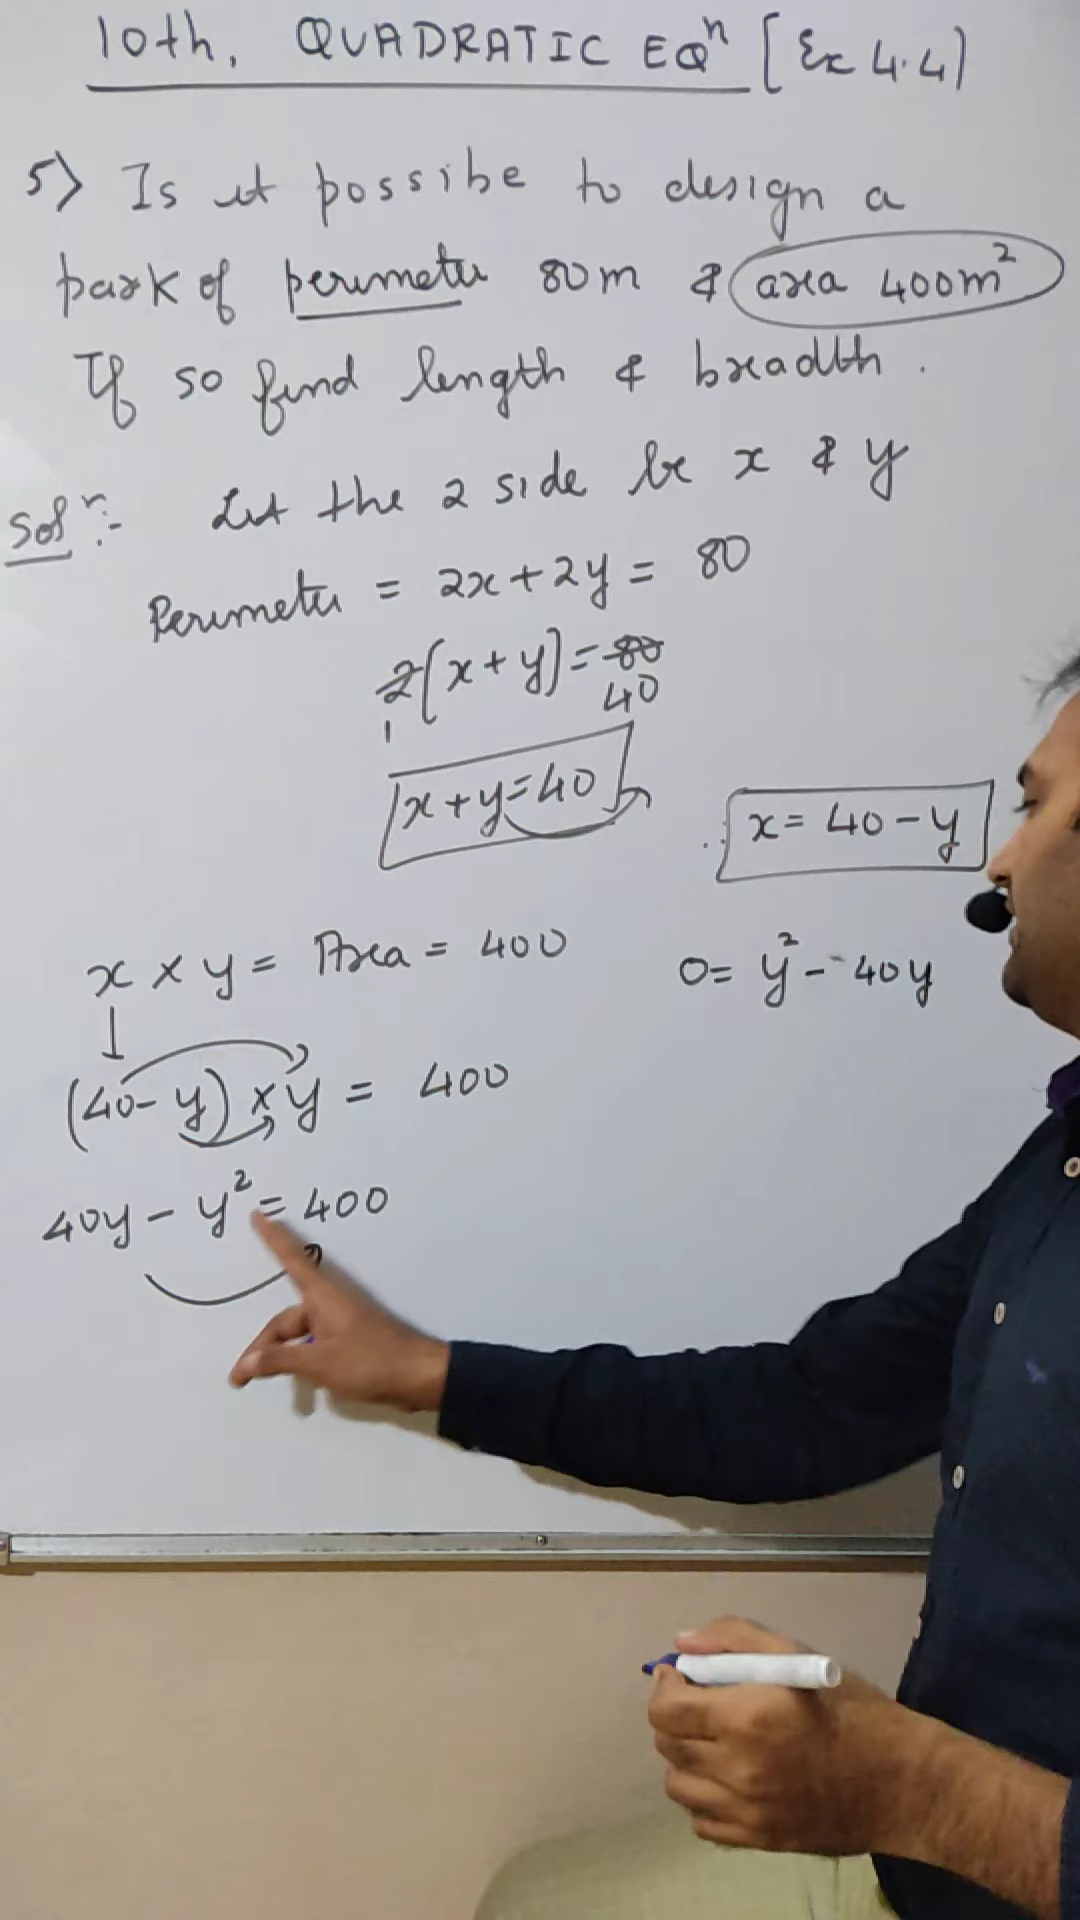 10th, QUADRATIC EQⁿ [Ex 4.4)
5) Is it possibe to design a
park of perimeter 80m & area 400m²
If so find length & breadth.
Solⁿ:- Let the 2 side be x & y
Perimeter = 2x+2y = 80
2(x+y)=80
1 40
x+y=40
∴ x= 40-y
x × y = Area = 400
(40-y)×y = 400
40y - y² = 400
0= y² - 40y